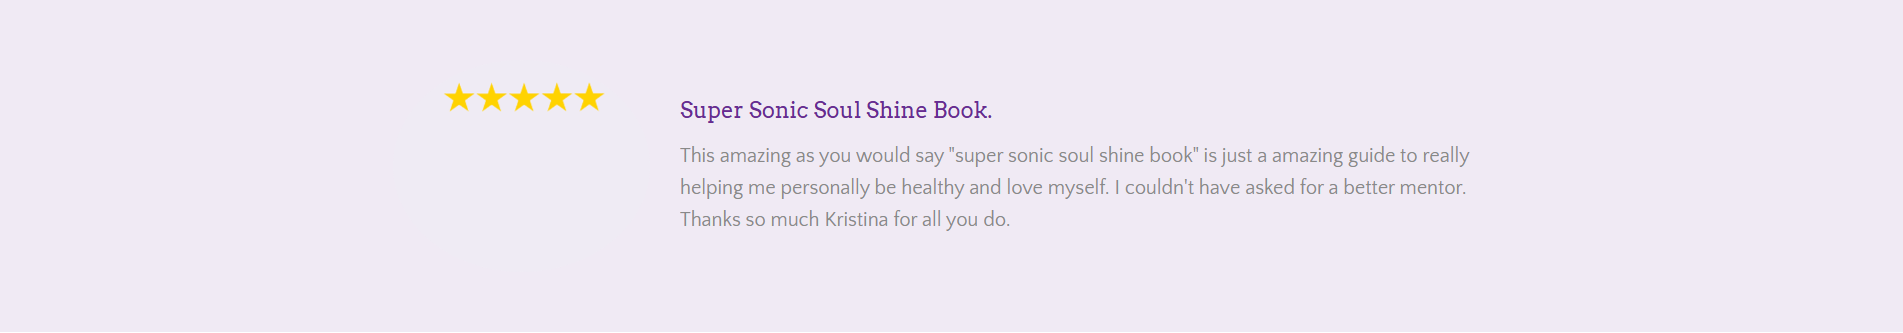 Super Sonic Soul Shine Book.
This amazing as you would say "super sonic soul shine book" is just a amazing guide to really
helping me personally be healthy and love myself. I couldn't have asked for a better mentor.
Thanks so much Kristina for all you do.